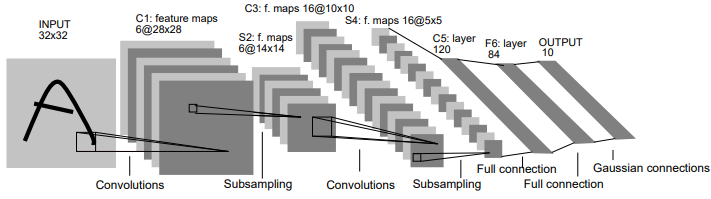 INPUT
32x32
C1: feature maps
6@28x28
C3: f. maps 16@10x10
S2: f. maps
6@14x14
S4: f. maps 16@5x5
C5: layer
120
F6: layer
84
OUTPUT
10
A
Convolutions
Subsampling
Convolutions
Subsampling
Full connection
Full connection
Gaussian connections